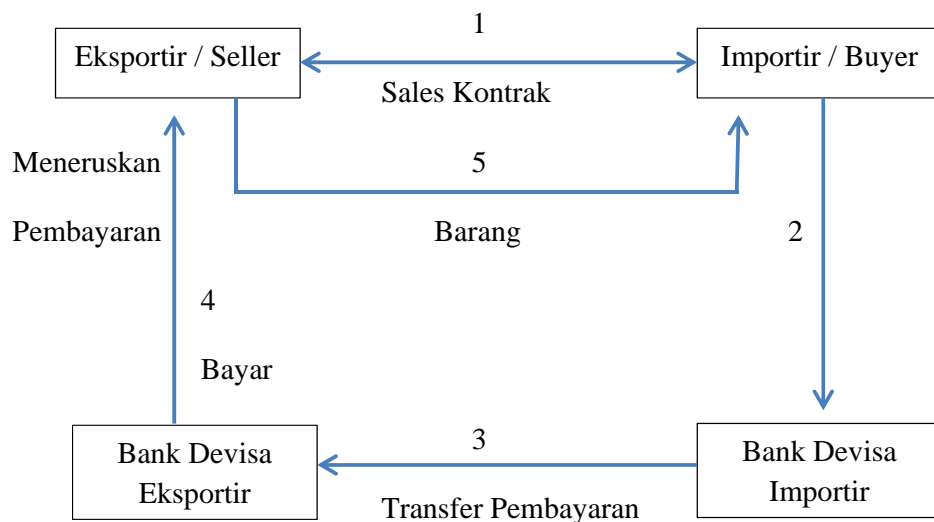 1
Eksportir / Seller
Importir / Buyer
Sales Kontrak
Meneruskan
5
Pembayaran
Barang
2
4
Bayar
3
Bank Devisa
Eksportir
Bank Devisa
Importir
Transfer Pembayaran